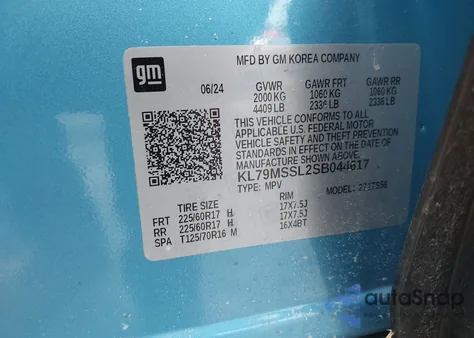 gm
MFD BY GM KOREA COMPANY
06/24 GVWR GAWR FRT GAWR RR
2000 KG 1060 KG 1060 KG
4409 LB 2336 LB 2336 LB
THIS VEHICLE CONFORMS TO ALL
APPLICABLE U.S. FEDERAL MOTOR
VEHICLE SAFETY AND THEFT
PREVENTION STANDARDS IN EFFECT
ON THE DATE OF MANUFACTURE
SHOWN ABOVE.
KL79MSSL2SB044617
TYPE: MPV MODEL:
TIRE SIZE RIM
FRT 225/60R17 H 17X7.5J
RR 225/60R17 H 17X7.5J
SPA T125/70R16 M 16X4BT
autoSnap